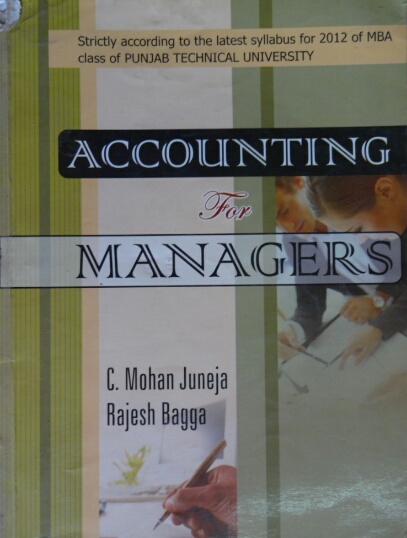 Strictly according to the latest syllabus for 2012 of MBA
class of PUNJAB TECHNICAL UNIVERSITY
ACCOUNTING
For
MANAGERS
C. Mohan Juneja
Rajesh Bagga